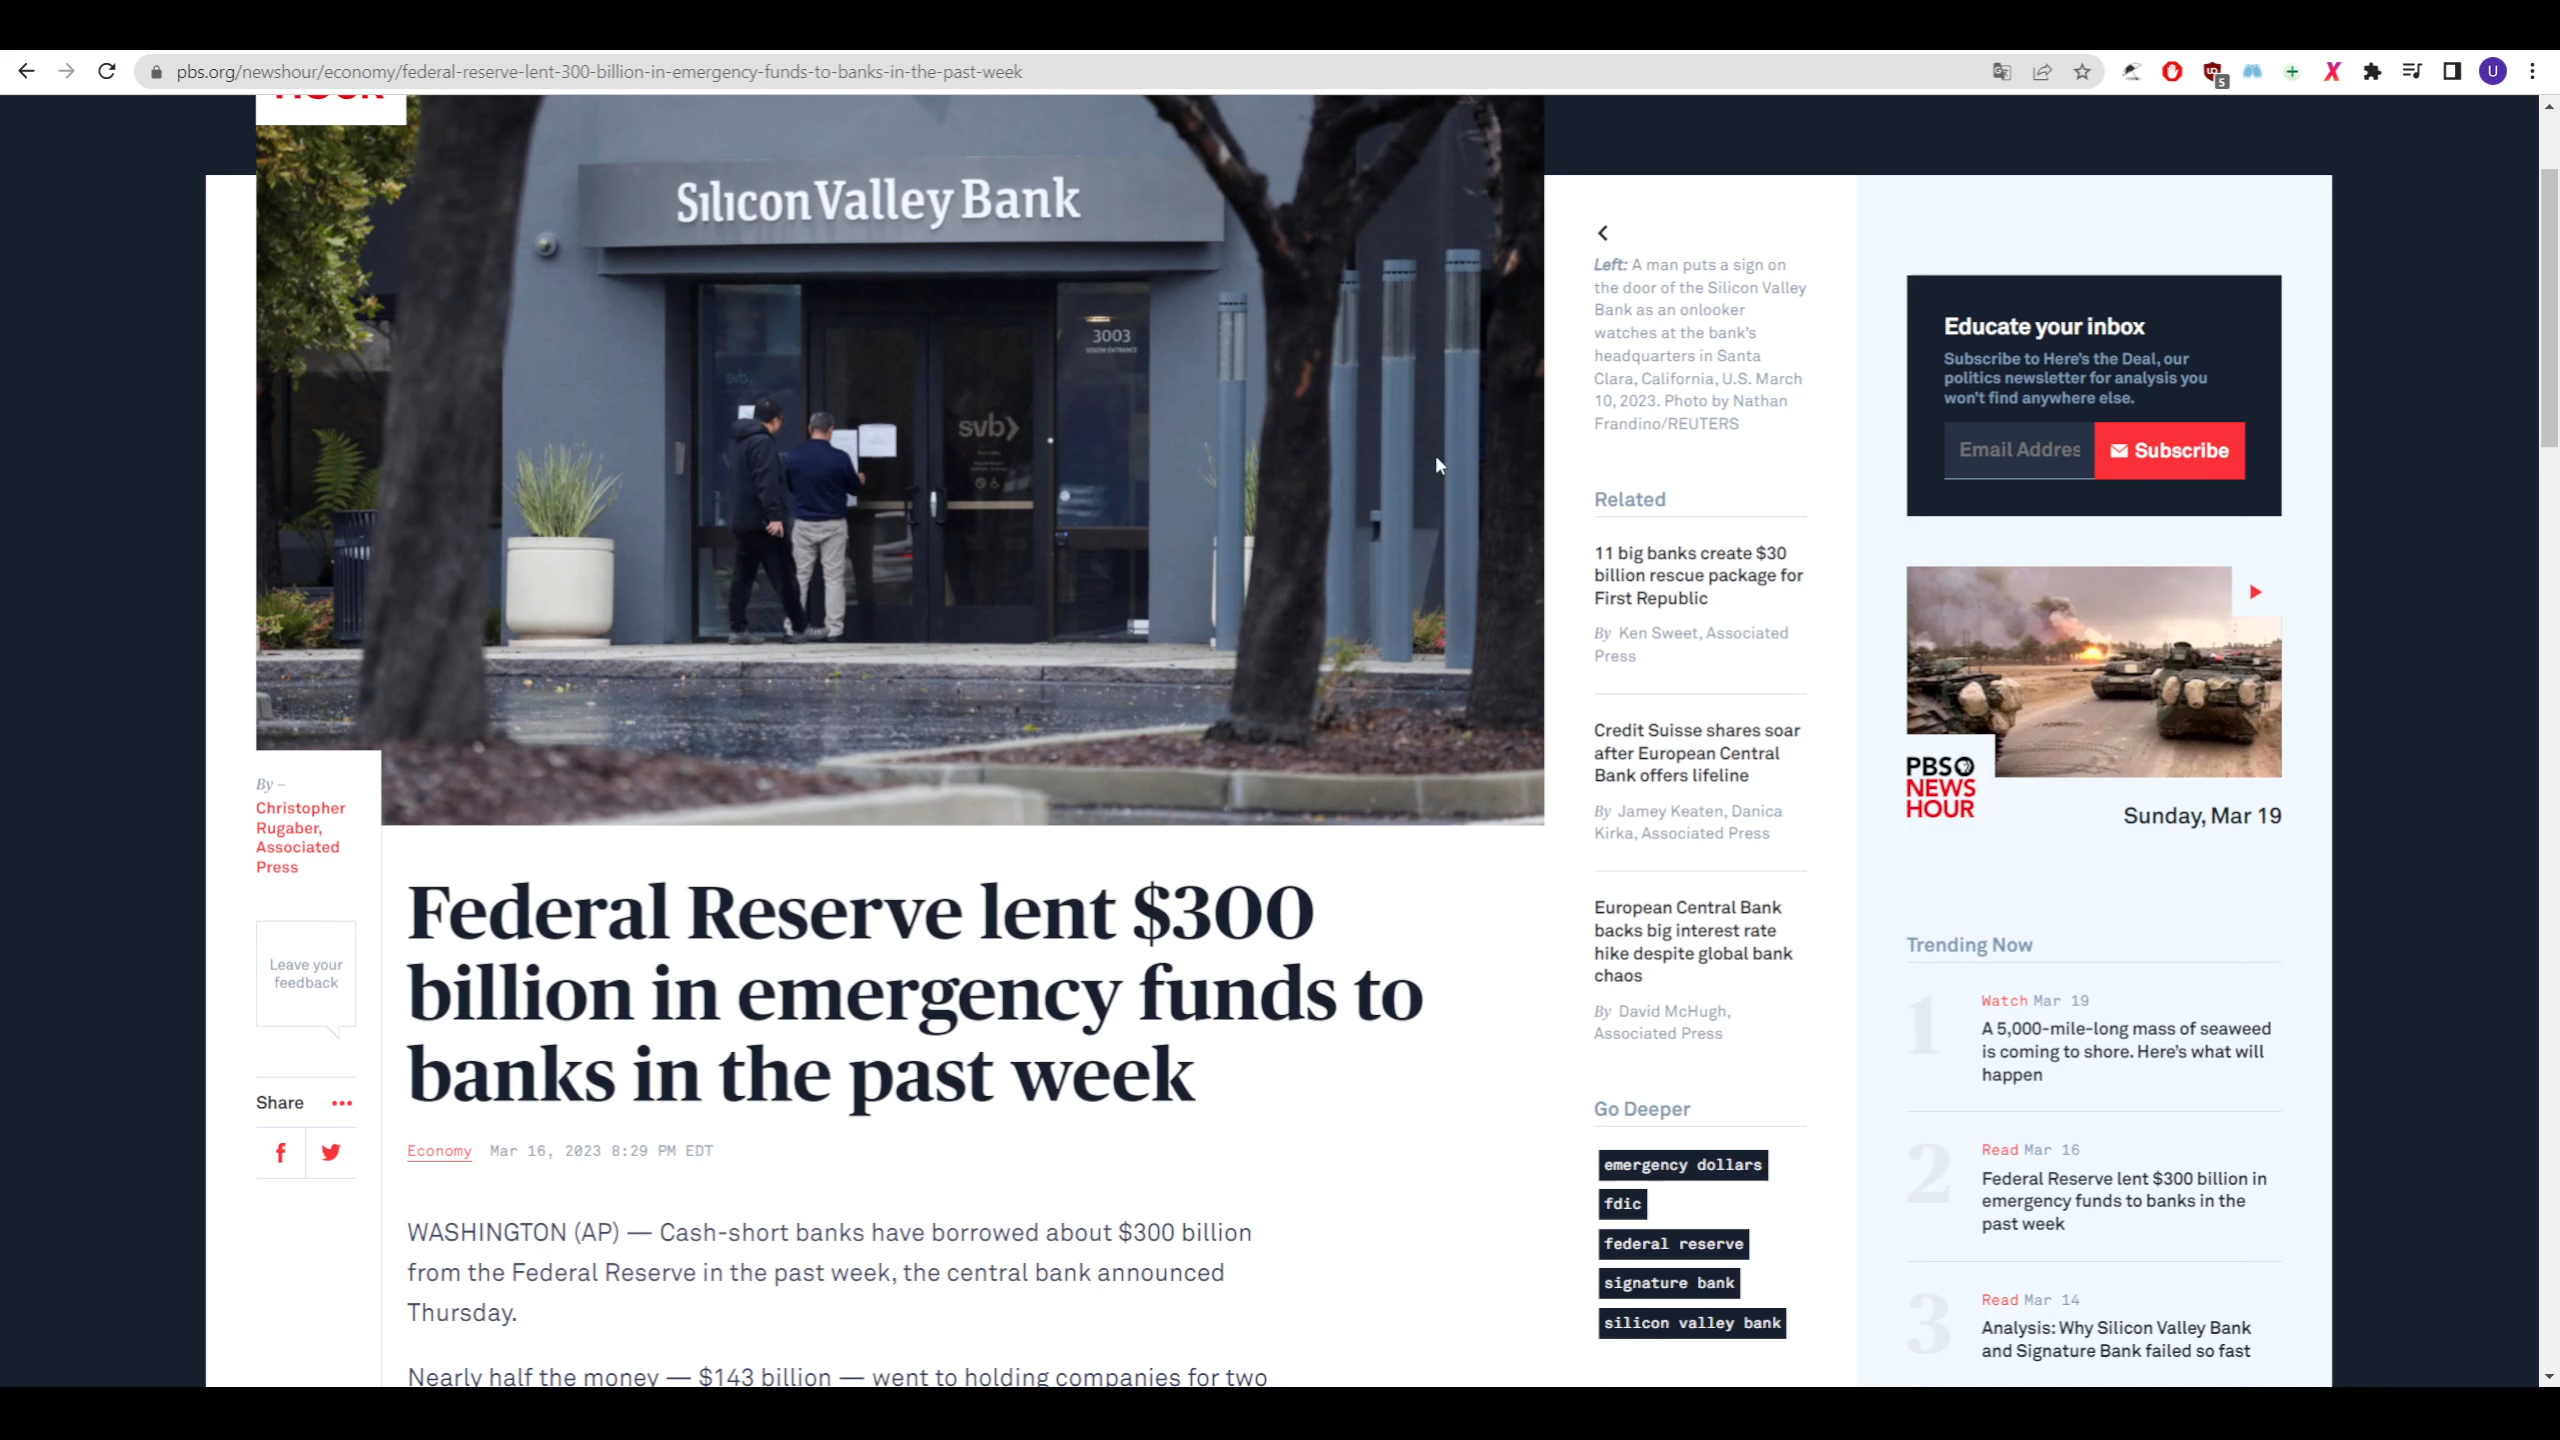 pbs.org/newshour/economy/federal-reserve-lent-300-billion-in-emergency-funds-to-banks-in-the-past-week
5
U
HOUR
Silicon Valley Bank
3003
SOUTH ENTRANCE
svb
svb>
By —
Christopher
Rugaber,
Associated
Press
Leave your
feedback
Share
Federal Reserve lent $300
billion in emergency funds to
banks in the past week
Economy Mar 16, 2023 8:29 PM EDT
WASHINGTON (AP) — Cash-short banks have borrowed about $300 billion
from the Federal Reserve in the past week, the central bank announced
Thursday.
Nearly half the money — $143 billion — went to holding companies for two
Left: A man puts a sign on
the door of the Silicon Valley
Bank as an onlooker
watches at the bank's
headquarters in Santa
Clara, California, U.S. March
10, 2023. Photo by Nathan
Frandino/REUTERS
Related
11 big banks create $30
billion rescue package for
First Republic
By Ken Sweet, Associated
Press
Credit Suisse shares soar
after European Central
Bank offers lifeline
By Jamey Keaten, Danica
Kirka, Associated Press
European Central Bank
backs big interest rate
hike despite global bank
chaos
By David McHugh,
Associated Press
Go Deeper
emergency dollars
fdic
federal reserve
signature bank
silicon valley bank
Educate your inbox
Subscribe to Here's the Deal, our
politics newsletter for analysis you
won't find anywhere else.
Email Addres
Subscribe
PBS
NEWS
HOUR
Sunday, Mar 19
Trending Now
1
Watch Mar 19
A 5,000-mile-long mass of seaweed
is coming to shore. Here's what will
happen
2
Read Mar 16
Federal Reserve lent $300 billion in
emergency funds to banks in the
past week
3
Read Mar 14
Analysis: Why Silicon Valley Bank
and Signature Bank failed so fast